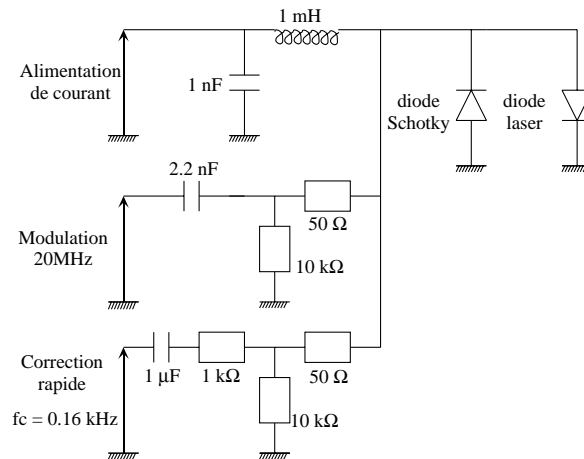 1 mH
Alimentation
de courant
1 nF
diode
Schotky
diode
laser
2.2 nF
50 Ω
Modulation
20MHz
10 kΩ
Correction
rapide
fc = 0.16 kHz
1 µF
1 kΩ
50 Ω
10 kΩ